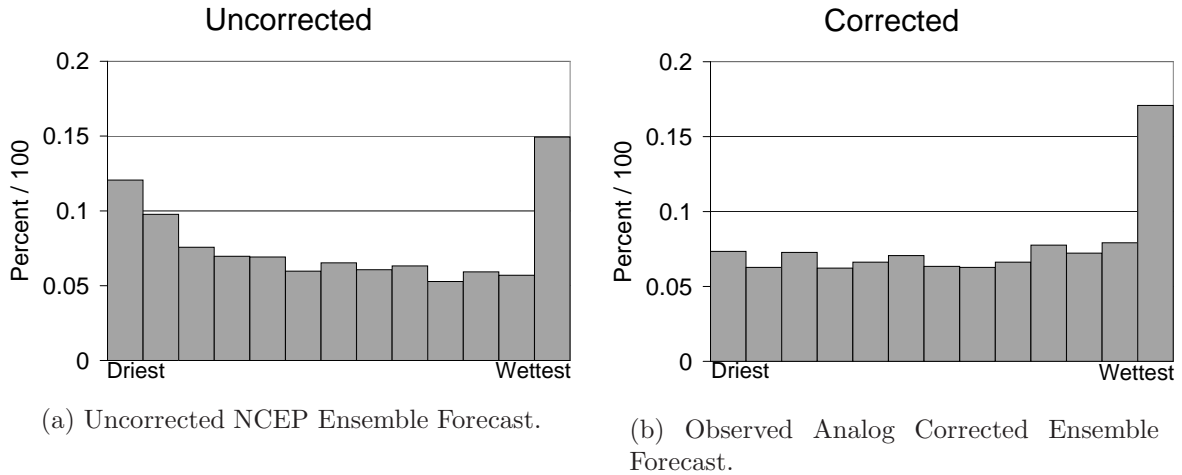 Uncorrected
Percent / 100
0.2
0.15
0.1
0.05
0
Driest
Wettest
(a) Uncorrected NCEP Ensemble Forecast.
Corrected
Percent / 100
0.2
0.15
0.1
0.05
0
Driest
Wettest
(b) Observed Analog Corrected Ensemble
Forecast.